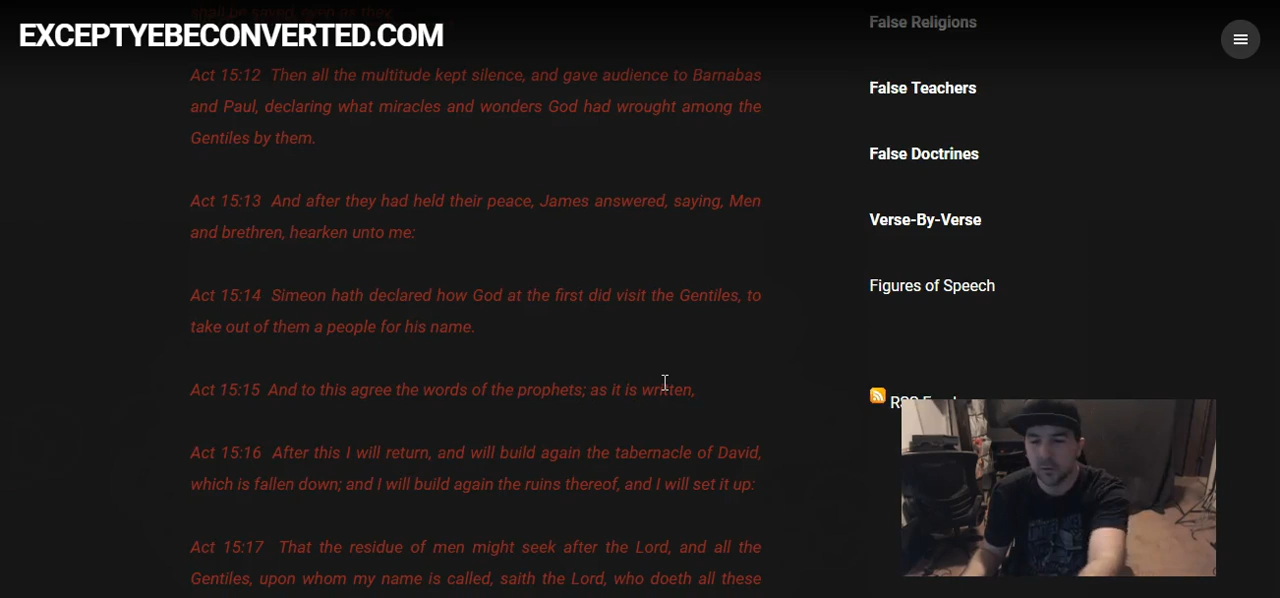 shall be saved, even as they.
EXCEPTYEBECONVERTED.COM
Act 15:12 Then all the multitude kept silence, and gave audience to Barnabas
and Paul, declaring what miracles and wonders God had wrought among the
Gentiles by them.
Act 15:13 And after they had held their peace, James answered, saying, Men
and brethren, hearken unto me:
Act 15:14 Simeon hath declared how God at the first did visit the Gentiles, to
take out of them a people for his name.
Act 15:15 And to this agree the words of the prophets; as it is written,
Act 15:16 After this I will return, and will build again the tabernacle of David,
which is fallen down; and I will build again the ruins thereof, and I will set it up:
Act 15:17 That the residue of men might seek after the Lord, and all the
Gentiles, upon whom my name is called, saith the Lord, who doeth all these
False Religions
False Teachers
False Doctrines
Verse-By-Verse
Figures of Speech